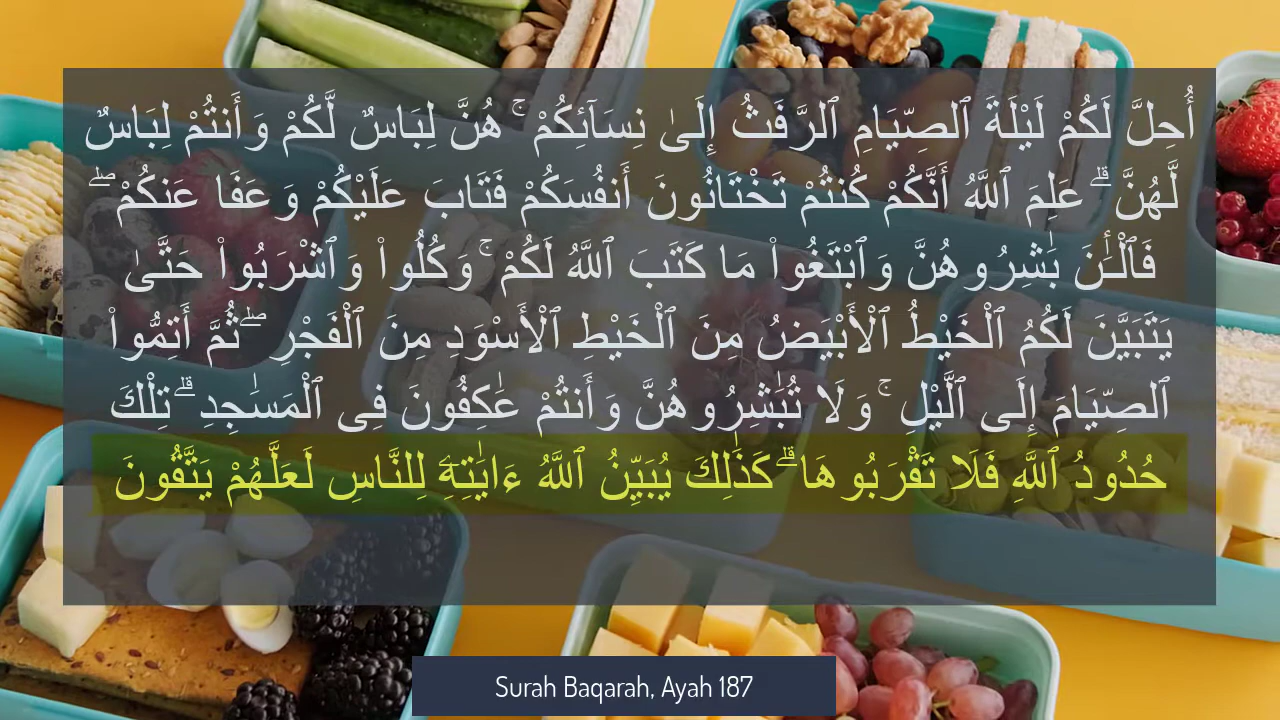 أُحِلَّ لَكُمْ لَيْلَةَ ٱلصِّيَامِ ٱلرَّفَثُ إِلَىٰ نِسَآئِكُمْ ۚ هُنَّ لِبَاسٌ لَّكُمْ وَأَنتُمْ لِبَاسٌ
لَّهُنَّ ۗ عَلِمَ ٱللَّهُ أَنَّكُمْ كُنتُمْ تَخْتَانُونَ أَنفُسَكُمْ فَتَابَ عَلَيْكُمْ وَعَفَا عَنكُمْ ۖ
فَٱلْـَٔـٰنَ بَـٰشِرُوهُنَّ وَٱبْتَغُوا۟ مَا كَتَبَ ٱللَّهُ لَكُمْ ۚ وَكُلُوا۟ وَٱشْرَبُوا۟ حَتَّىٰ
يَتَبَيَّنَ لَكُمُ ٱلْخَيْطُ ٱلْأَبْيَضُ مِنَ ٱلْخَيْطِ ٱلْأَسْوَدِ مِنَ ٱلْفَجْرِ ۖ ثُمَّ أَتِمُّوا۟
ٱلصِّيَامَ إِلَى ٱلَّيْلِ ۚ وَلَا تُبَـٰشِرُوهُنَّ وَأَنتُمْ عَـٰكِفُونَ فِى ٱلْمَسَـٰجِدِ ۗ تِلْكَ
حُدُودُ ٱللَّهِ فَلَا تَقْرَبُوهَا ۗ كَذَٰلِكَ يُبَيِّنُ ٱللَّهُ ءَايَـٰتِهِۦ لِلنَّاسِ لَعَلَّهُمْ يَتَّقُونَ
Surah Baqarah, Ayah 187